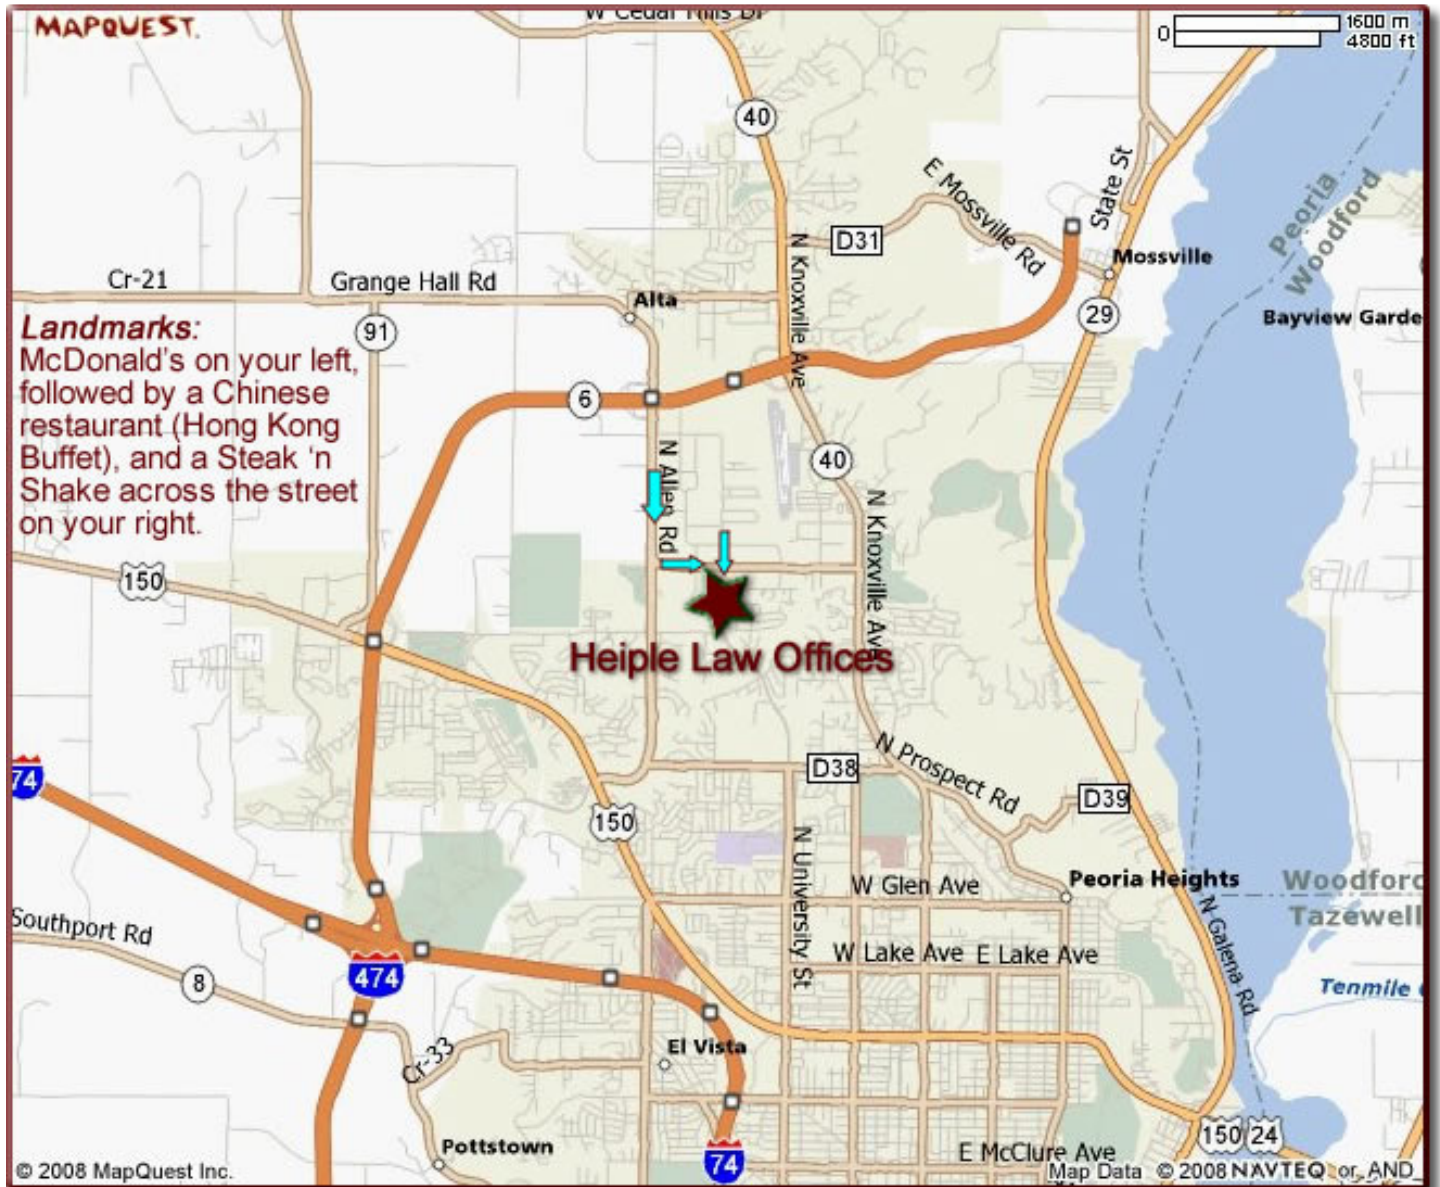 W Cedar Hills Dr
MAPQUEST.
0
1600 m
4800 ft
40
State St
E Mossville Rd
Peoria
Woodford
D31
N Knoxville Ave
Mossville
Cr-21
Grange Hall Rd
Alta
29
Bayview Garde
91
Landmarks:
McDonald's on your left,
followed by a Chinese
restaurant (Hong Kong
Buffet), and a Steak 'n
Shake across the street
on your right.
6
N Allen Rd
40
N Knoxville Ave
150
Heiple Law Offices
N Prospect Rd
D38
74
D39
150
N University St
W Glen Ave
Peoria Heights
Woodford
Tazewell
Southport Rd
N Galena Rd
W Lake Ave
E Lake Ave
474
8
Tenmile
El Vista
Cr-33
150
24
Pottstown
74
E McClure Ave
© 2008 MapQuest Inc.
Map Data © 2008 NAVTEQ or AND